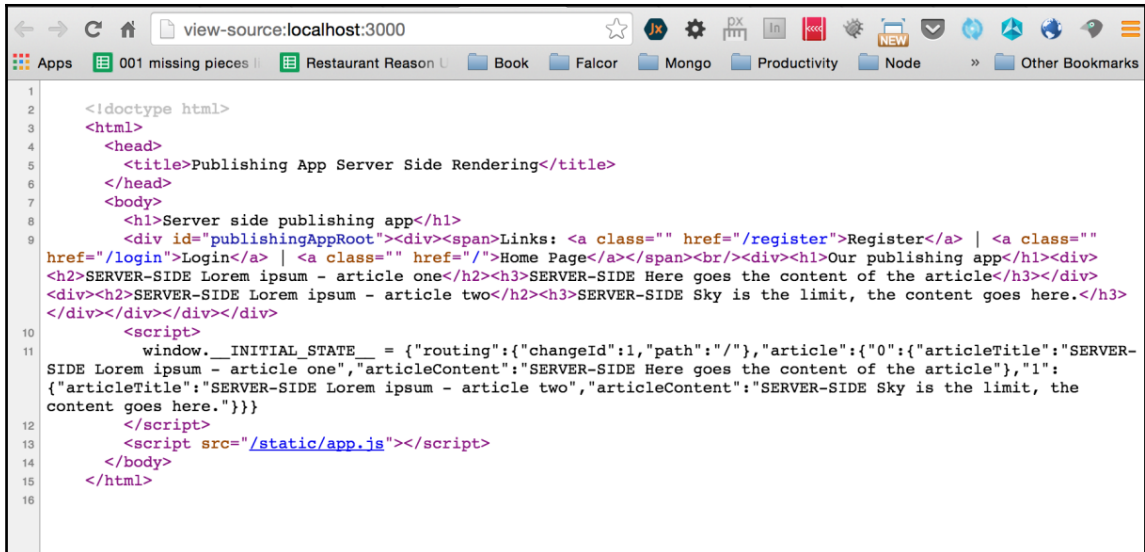 view-source:localhost:3000
Jx
px
In
NEW
Apps
001 missing pieces li
Restaurant Reason U
Book
Falcor
Mongo
Productivity
Node
»
Other Bookmarks
1
2 <!doctype html>
3 <html>
4 <head>
5 <title>Publishing App Server Side Rendering</title>
6 </head>
7 <body>
8 <h1>Server side publishing app</h1>
9 <div id="publishingAppRoot"><div><span>Links: <a class="" href="/register">Register</a> | <a class=""
href="/login">Login</a> | <a class="" href="/">Home Page</a></span><br/><div><h1>Our publishing app</h1><div>
<h2>SERVER-SIDE Lorem ipsum - article one</h2><h3>SERVER-SIDE Here goes the content of the article</h3></div>
<div><h2>SERVER-SIDE Lorem ipsum - article two</h2><h3>SERVER-SIDE Sky is the limit, the content goes here.</h3>
</div></div></div></div>
10 <script>
11 window.__INITIAL_STATE__ = {"routing":{"changeId":1,"path":"/"},"article":{"0":{"articleTitle":"SERVER-
SIDE Lorem ipsum - article one","articleContent":"SERVER-SIDE Here goes the content of the article"},"1":
{"articleTitle":"SERVER-SIDE Lorem ipsum - article two","articleContent":"SERVER-SIDE Sky is the limit, the
content goes here."}}}
12 </script>
13 <script src="/static/app.js"></script>
14 </body>
15 </html>
16